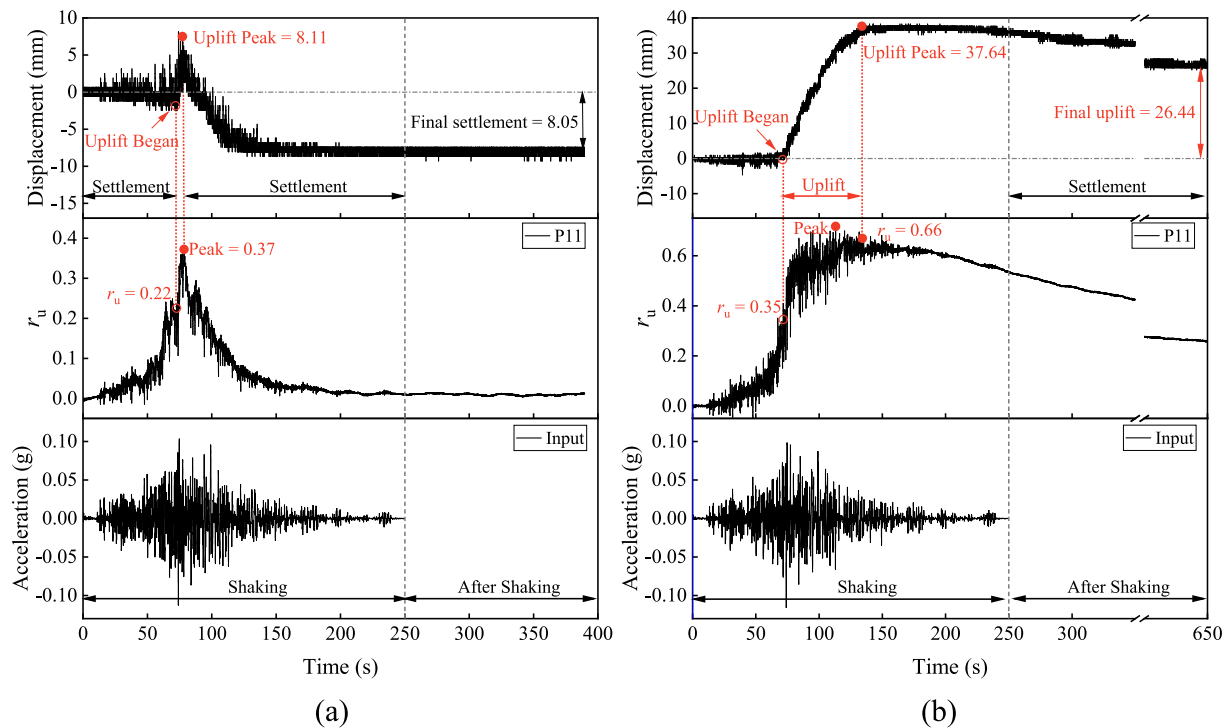 10
5
0
-5
-10
-15
Displacement (mm)
Uplift Peak = 8.11
Uplift Began
Final settlement = 8.05
Settlement
Settlement
0.4
0.3
0.2
0.1
0.0
r_u
P11
Peak = 0.37
r_u = 0.22
0.10
0.05
0.00
-0.05
-0.10
Acceleration (g)
Input
Shaking
After Shaking
0 50 100 150 200 250 300 350 400
Time (s)
(a)
40
30
20
10
0
-10
Displacement (mm)
Uplift Peak = 37.64
Uplift Began
Final uplift = 26.44
Uplift
Settlement
0.6
0.4
0.2
0.0
r_u
P11
Peak
r_u = 0.66
r_u = 0.35
0.10
0.05
0.00
-0.05
-0.10
Acceleration (g)
Input
Shaking
After Shaking
0 50 100 150 200 250 300 650
Time (s)
(b)